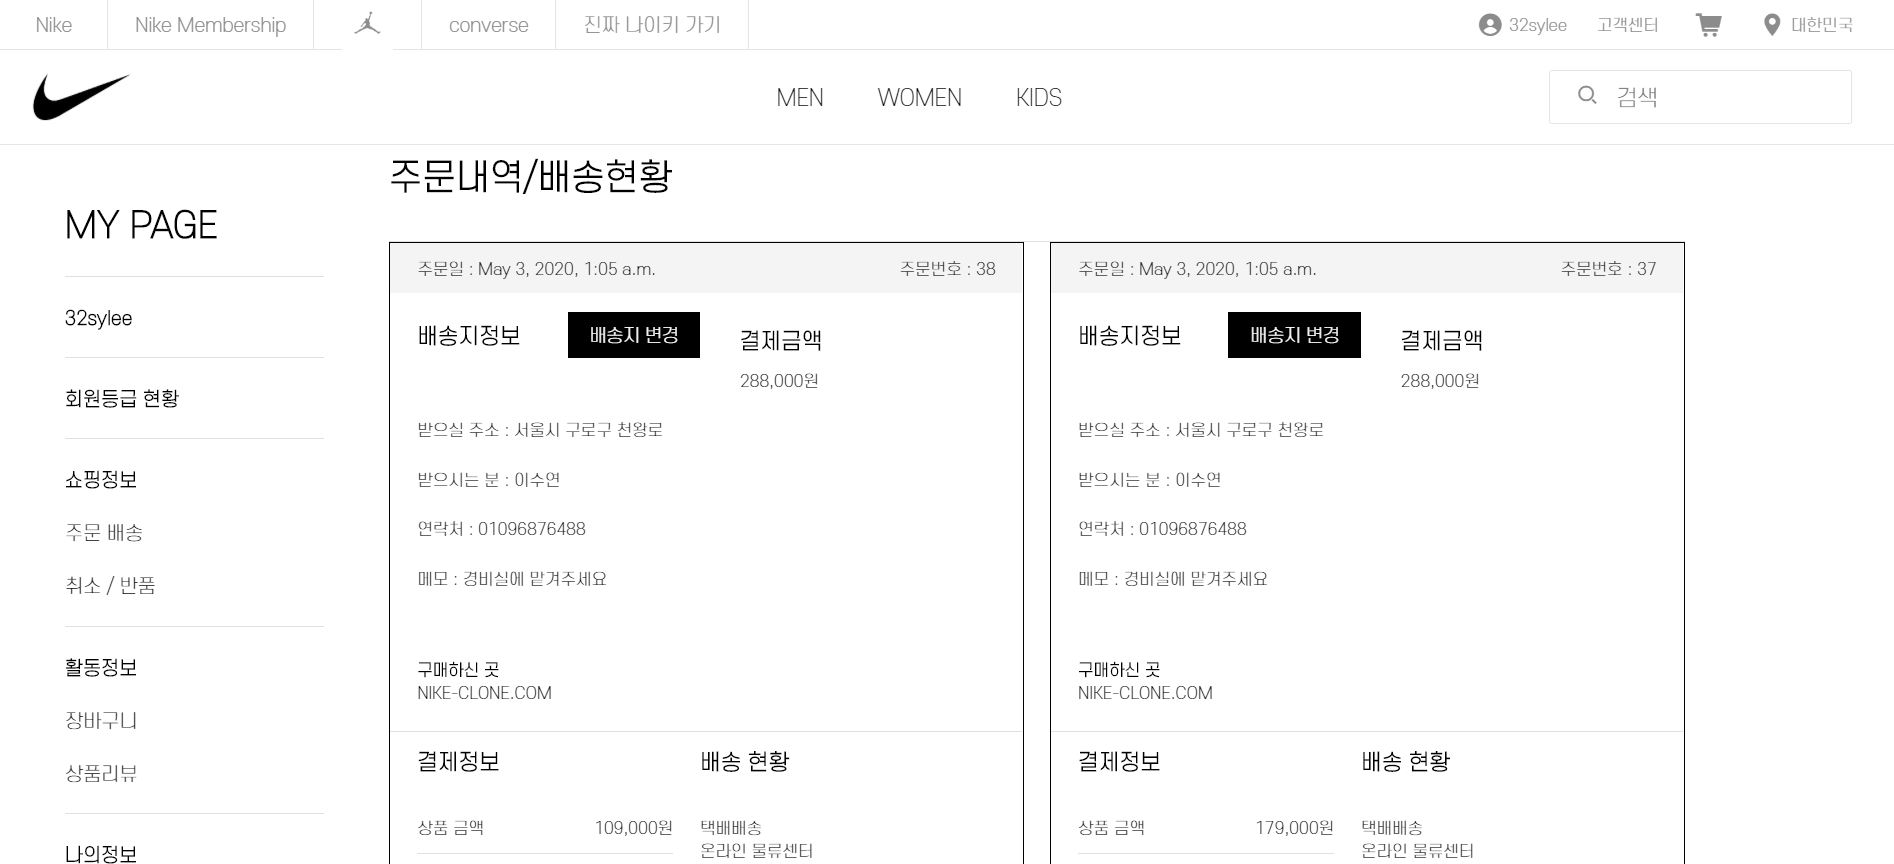 Nike
Nike Membership
converse
진짜 나이키 가기
32sylee
고객센터
대한민국
MEN
WOMEN
KIDS
검색
MY PAGE
32sylee
회원등급 현황
쇼핑정보
주문 배송
취소 / 반품
활동정보
장바구니
상품리뷰
나의정보
주문내역/배송현황
주문일 : May 3, 2020, 1:05 a.m.
주문번호 : 38
배송지정보
배송지 변경
결제금액
288,000원
받으실 주소 : 서울시 구로구 천왕로
받으시는 분 : 이수연
연락처 : 01096876488
메모 : 경비실에 맡겨주세요
구매하신 곳
NIKE-CLONE.COM
결제정보
배송 현황
상품 금액
109,000원
택배배송
온라인 물류센터
주문일 : May 3, 2020, 1:05 a.m.
주문번호 : 37
배송지정보
배송지 변경
결제금액
288,000원
받으실 주소 : 서울시 구로구 천왕로
받으시는 분 : 이수연
연락처 : 01096876488
메모 : 경비실에 맡겨주세요
구매하신 곳
NIKE-CLONE.COM
결제정보
배송 현황
상품 금액
179,000원
택배배송
온라인 물류센터